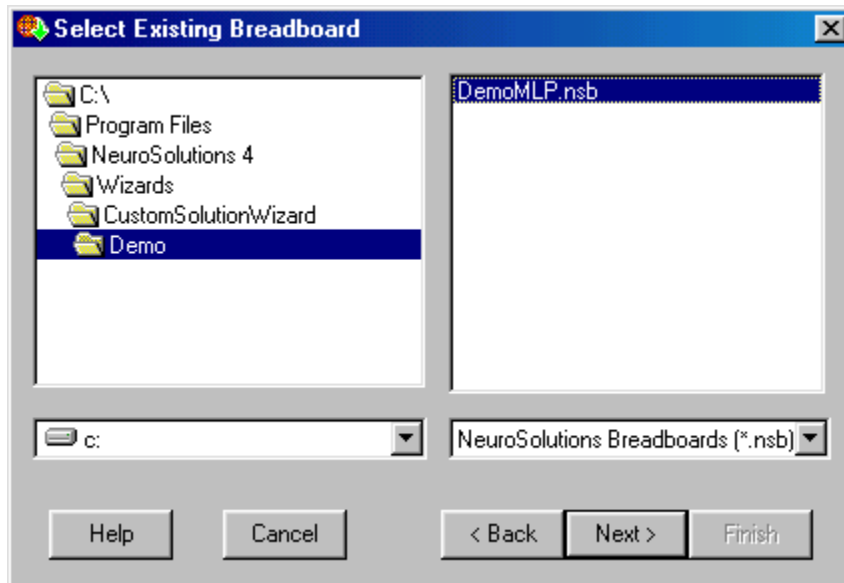 Select Existing Breadboard
C:\
Program Files
NeuroSolutions 4
Wizards
CustomSolutionWizard
Demo
DemoMLP.nsb
c:
NeuroSolutions Breadboards (*.nsb)
Help
Cancel
< Back
Next >
Finish